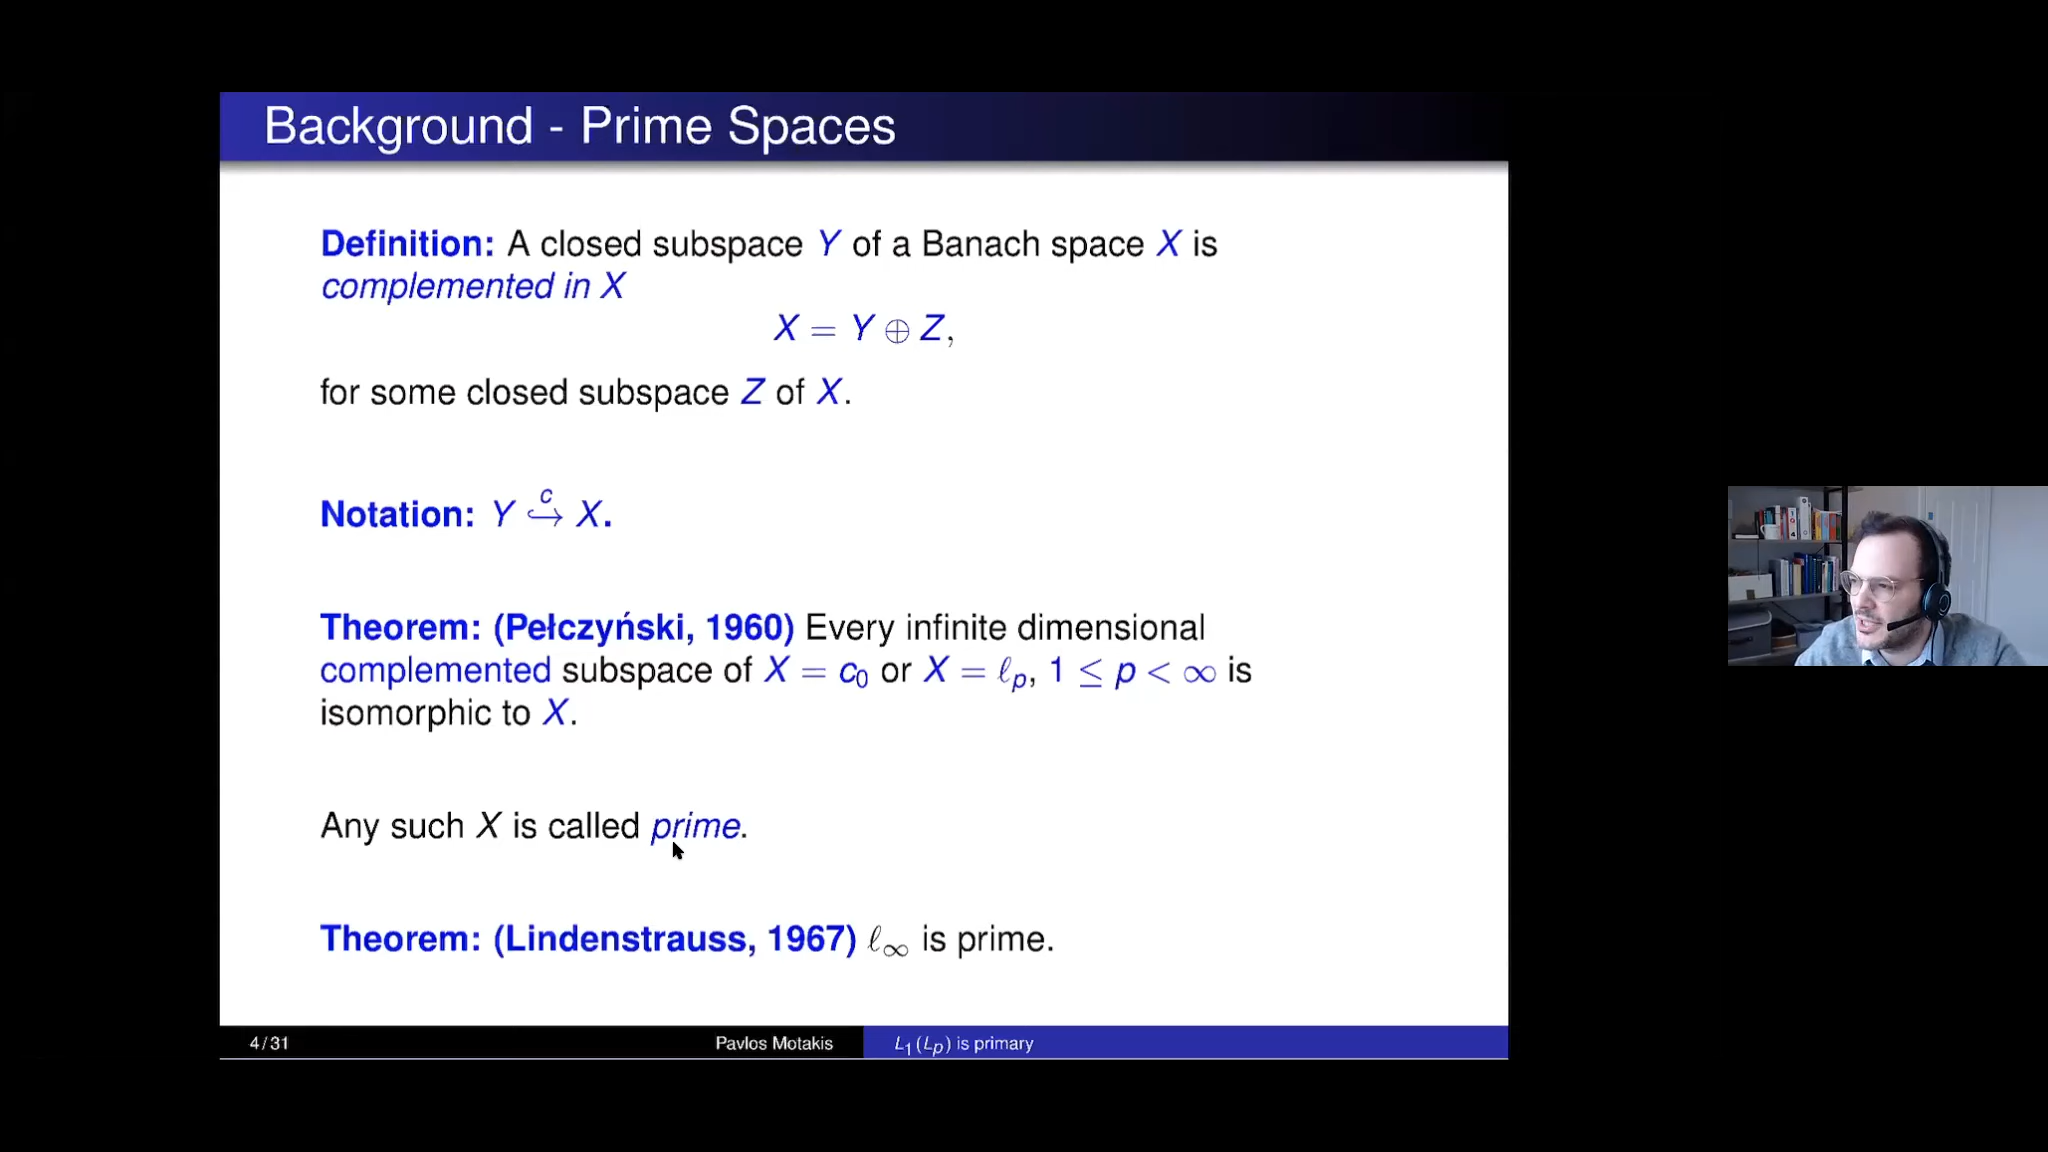 Background - Prime Spaces
Definition: A closed subspace Y of a Banach space X is
complemented in X
X = Y ⊕ Z,
for some closed subspace Z of X.
Notation: Y ↪ᶜ X.
Theorem: (Pełczyński, 1960) Every infinite dimensional
complemented subspace of X = c₀ or X = ℓₚ, 1 ≤ p < ∞ is
isomorphic to X.
Any such X is called prime.
Theorem: (Lindenstrauss, 1967) ℓ∞ is prime.
4/31 Pavlos Motakis L₁(Lₚ) is primary